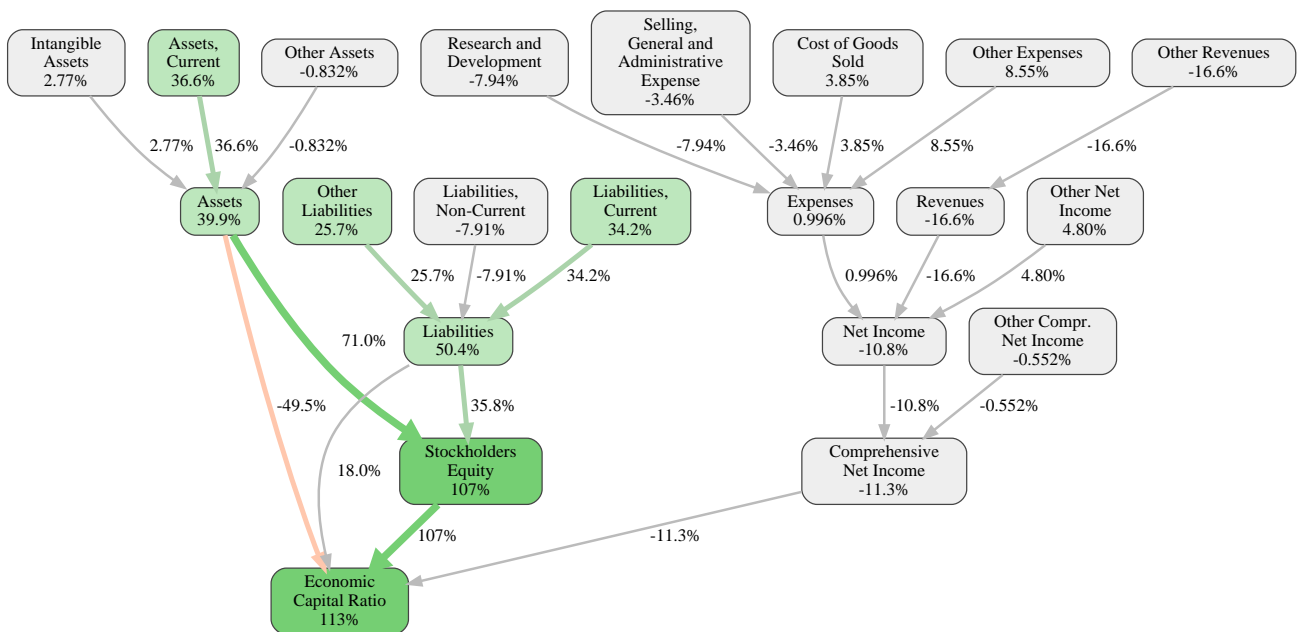 Intangible
Assets
2.77%
Assets,
Current
36.6%
Other Assets
-0.832%
Research and
Development
-7.94%
Selling,
General and
Administrative
Expense
-3.46%
Cost of Goods
Sold
3.85%
Other Expenses
8.55%
Other Revenues
-16.6%
2.77%
36.6%
-0.832%
-7.94%
-3.46%
3.85%
8.55%
-16.6%
Assets
39.9%
Other
Liabilities
25.7%
Liabilities,
Non-Current
-7.91%
Liabilities,
Current
34.2%
Expenses
0.996%
Revenues
-16.6%
Other Net
Income
4.80%
25.7%
-7.91%
34.2%
0.996%
-16.6%
4.80%
71.0%
Liabilities
50.4%
Net Income
-10.8%
Other Compr.
Net Income
-0.552%
-49.5%
35.8%
-10.8%
-0.552%
18.0%
Stockholders
Equity
107%
Comprehensive
Net Income
-11.3%
107%
-11.3%
Economic
Capital Ratio
113%